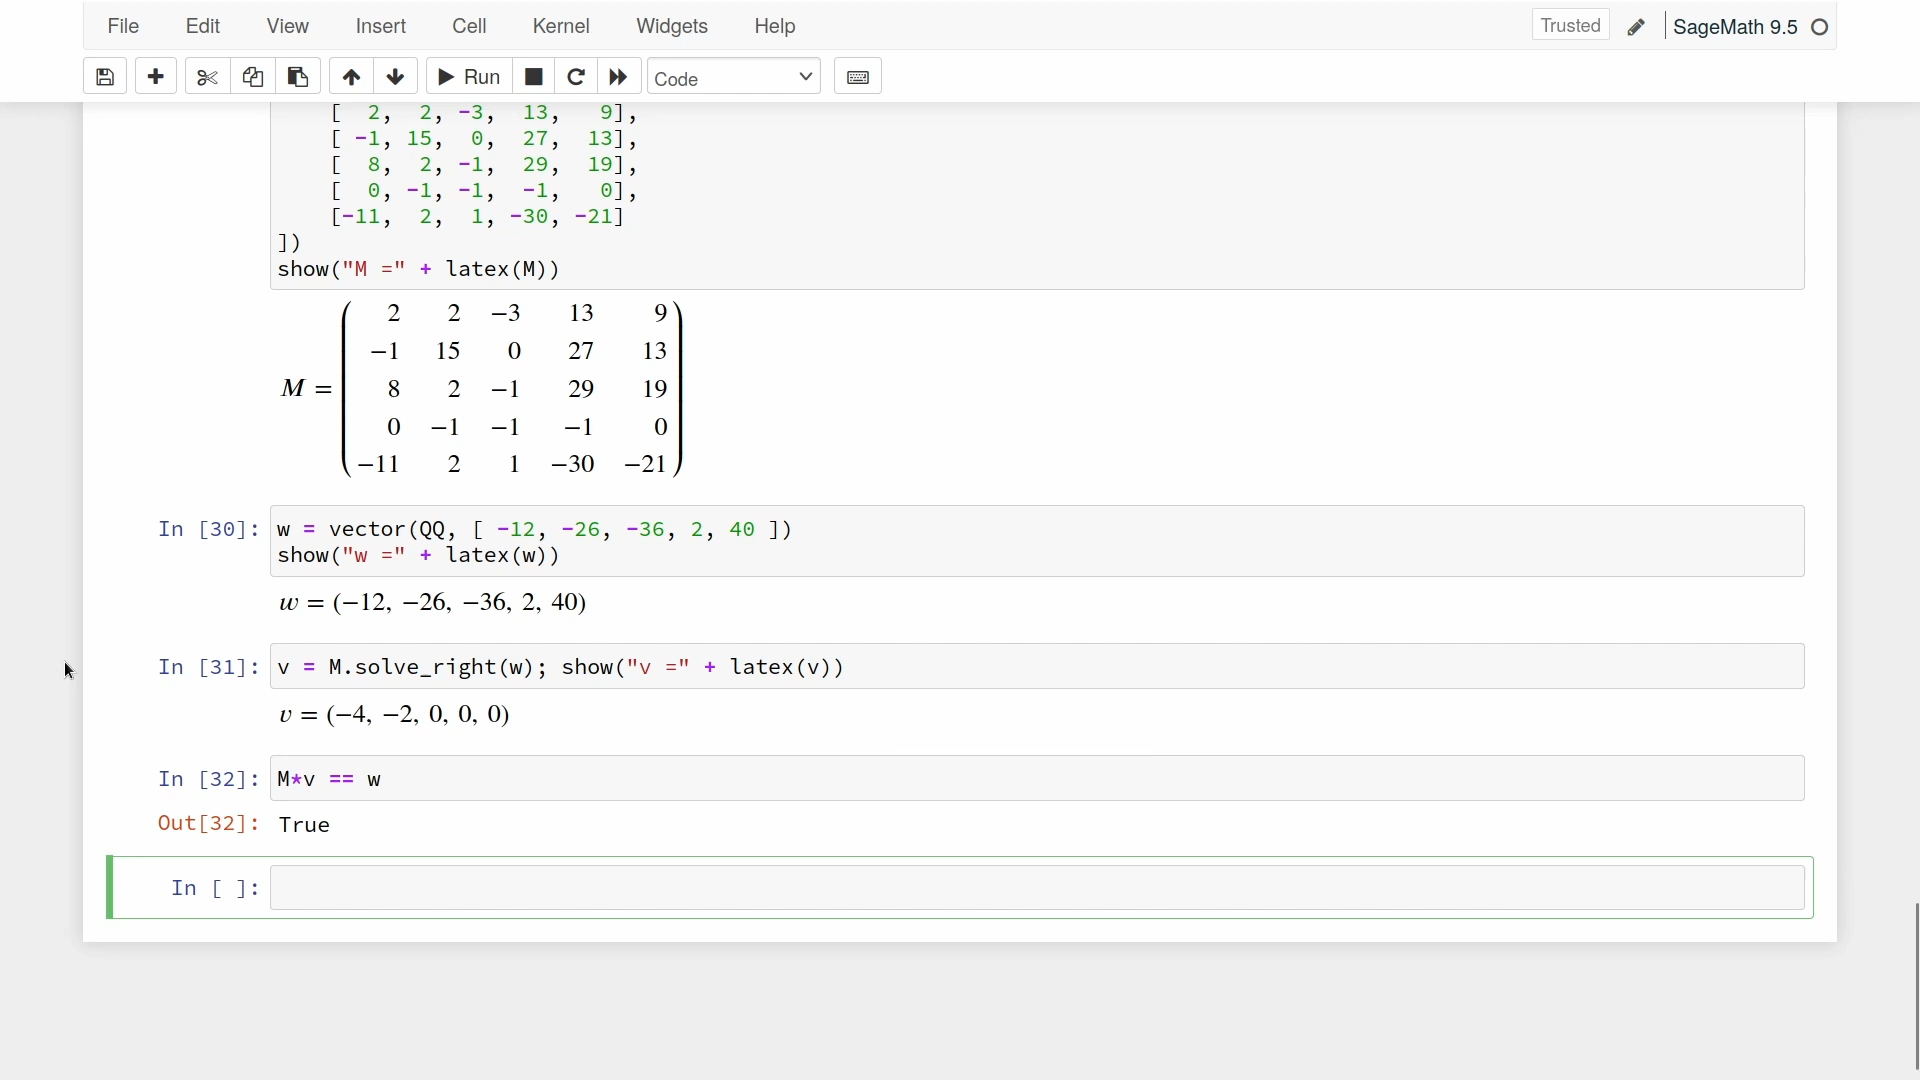 File Edit View Insert Cell Kernel Widgets Help Trusted SageMath 9.5
Run Code
[  2,  2, -3,  13,   9],
[ -1, 15,  0,  27,  13],
[  8,  2, -1,  29,  19],
[  0, -1, -1,  -1,   0],
[-11,  2,  1, -30, -21]
])
show("M =" + latex(M))
2 2 −3 13 9
−1 15 0 27 13
M = 8 2 −1 29 19
0 −1 −1 −1 0
−11 2 1 −30 −21
In [30]: w = vector(QQ, [ -12, -26, -36, 2, 40 ])
show("w =" + latex(w))
w = (−12, −26, −36, 2, 40)
In [31]: v = M.solve_right(w); show("v =" + latex(v))
v = (−4, −2, 0, 0, 0)
In [32]: M*v == w
Out[32]: True
In [ ]: